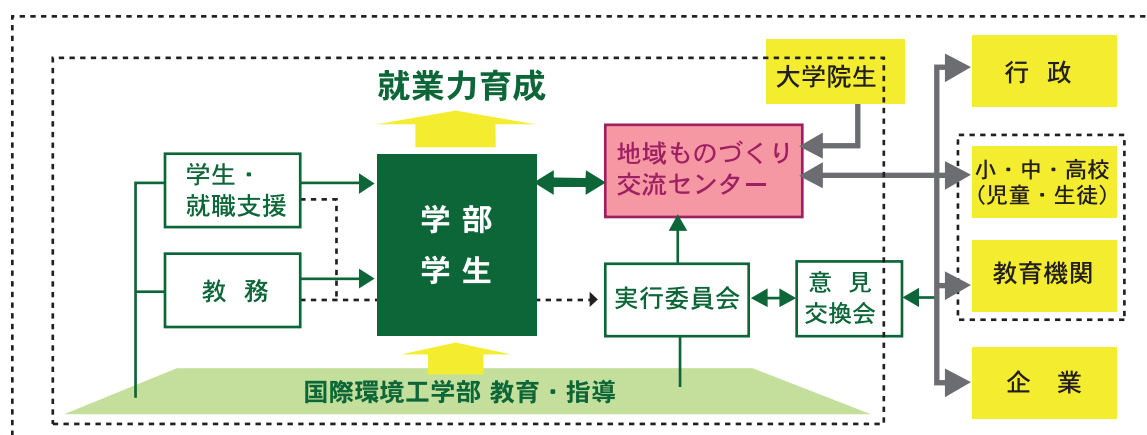 就業力育成
大学院生
行政
学生・
就職支援
学部
学生
地域ものづくり
交流センター
小・中・高校
（児童・生徒）
教務
実行委員会
意見
交換会
教育機関
国際環境工学部 教育・指導
企業